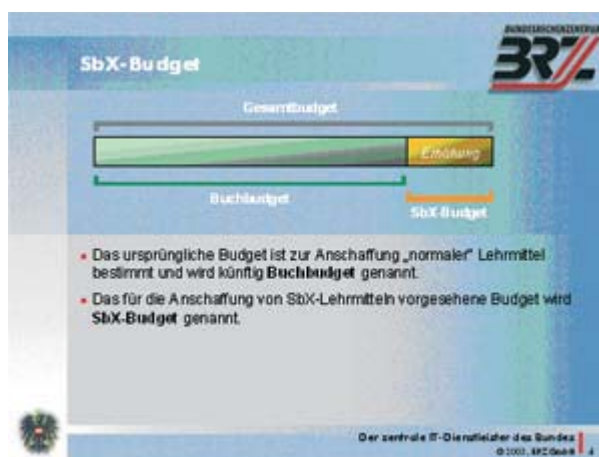 BUNDESRECHENZENTRUM
BRZ
SbX-Budget
Gesamtbudget
Erhöhung
Buchbudget
SbX-Budget
Das ursprüngliche Budget ist zur Anschaffung „normaler“ Lehrmittel
bestimmt und wird künftig Buchbudget genannt.
Das für die Anschaffung von SbX-Lehrmitteln vorgesehene Budget wird
SbX-Budget genannt.
Der zentrale IT-Dienstleister des Bundes
BRZ GmbH